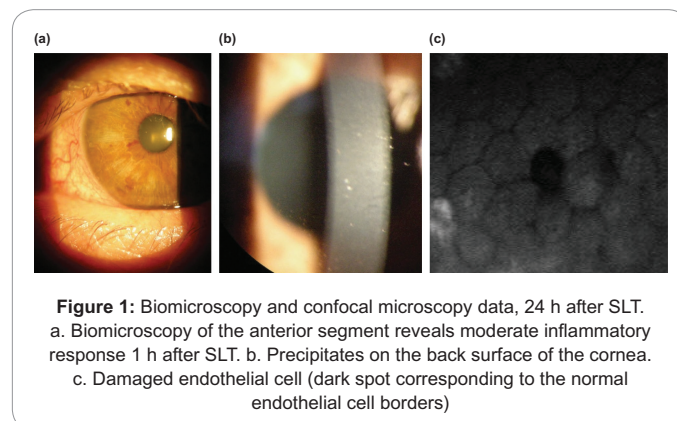 (a) (b) (c)
Figure 1: Biomicroscopy and confocal microscopy data, 24 h after SLT.
a. Biomicroscopy of the anterior segment reveals moderate inflammatory
response 1 h after SLT. b. Precipitates on the back surface of the cornea.
c. Damaged endothelial cell (dark spot corresponding to the normal
endothelial cell borders)